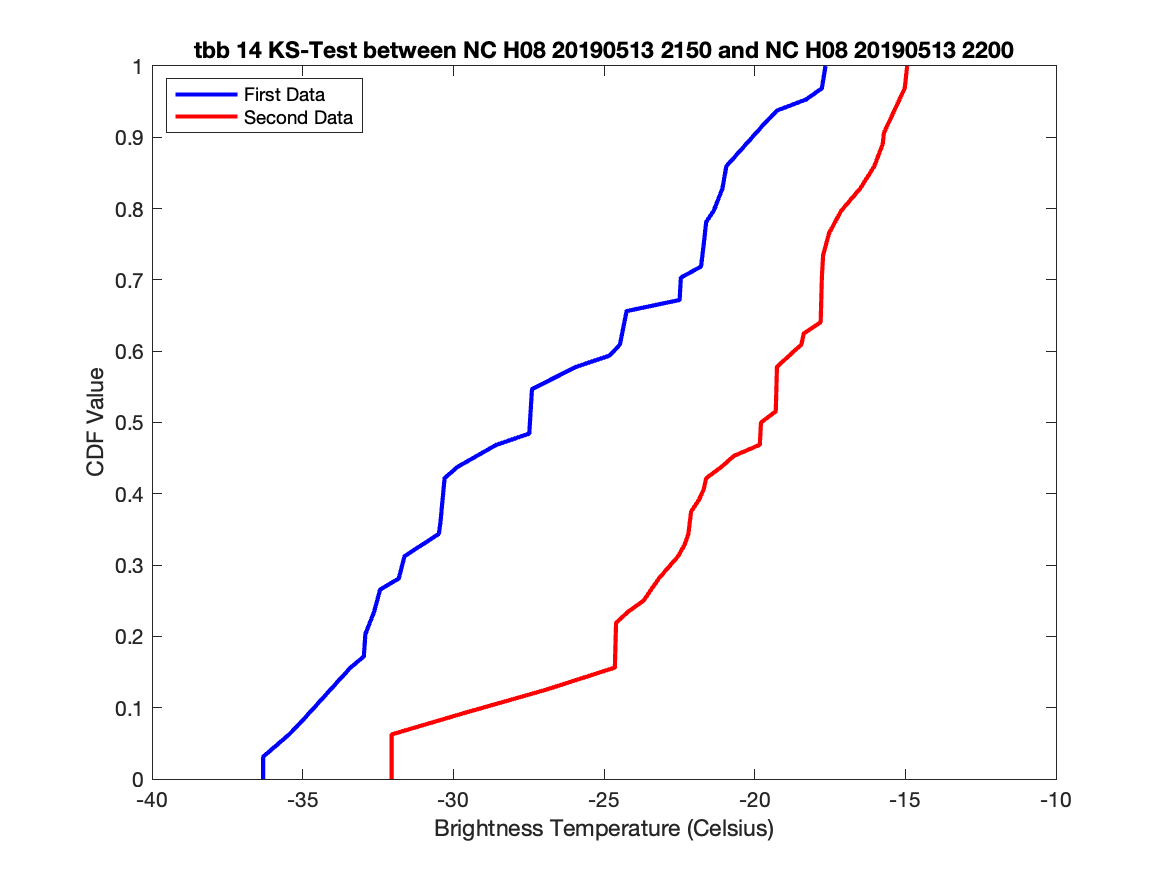 tbb 14 KS-Test between NC H08 20190513 2150 and NC H08 20190513 2200
First Data
Second Data
1
0.9
0.8
0.7
0.6
0.5
0.4
0.3
0.2
0.1
0
CDF Value
-40 -35 -30 -25 -20 -15 -10
Brightness Temperature (Celsius)